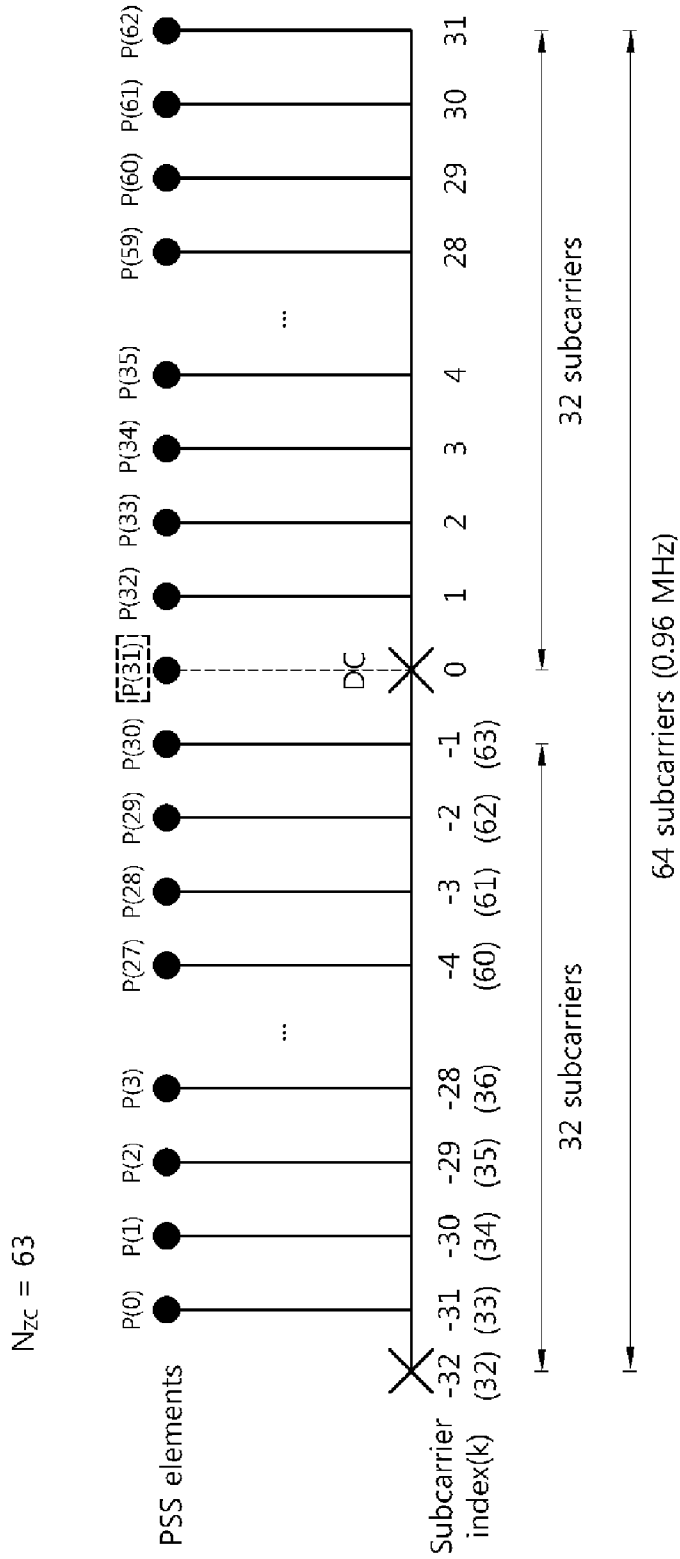 N_ZC = 63
PSS elements
P(0) P(1) P(2) P(3) ... P(27) P(28) P(29) P(30) P(31) P(32) P(33) P(34) P(35) ... P(59) P(60) P(61) P(62)
DC
Subcarrier
index(k)
-32 -31 -30 -29 -28 -4 -3 -2 -1 0 1 2 3 4 28 29 30 31
(32) (33) (34) (35) (36) (60) (61) (62) (63)
32 subcarriers 32 subcarriers
64 subcarriers (0.96 MHz)